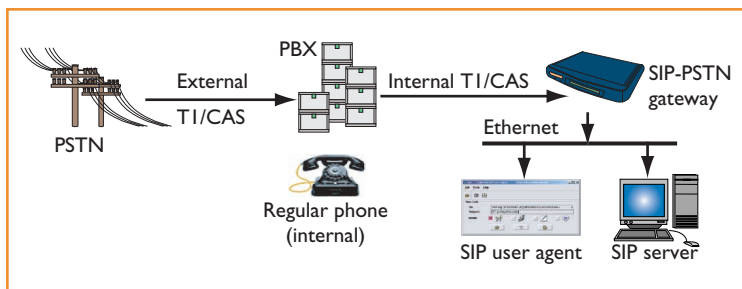 PBX
External
T1/CAS
Internal T1/CAS
SIP-PSTN
gateway
PSTN
Ethernet
Regular phone
(internal)
SIP user agent
SIP server